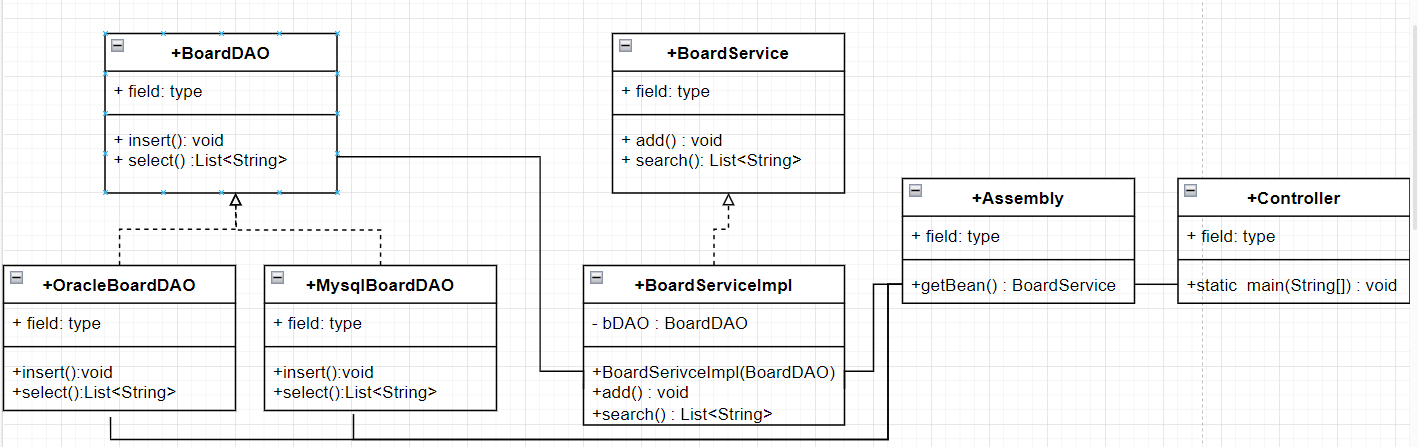 +BoardDAO
+ field: type
+ insert(): void
+ select() :List<String>
+BoardService
+ field: type
+ add() : void
+ search(): List<String>
+Assembly
+ field: type
+getBean() : BoardService
+Controller
+ field: type
+static  main(String[]) : void
+OracleBoardDAO
+ field: type
+insert():void
+select():List<String>
+MysqlBoardDAO
+ field: type
+insert():void
+select():List<String>
+BoardServiceImpl
- bDAO : BoardDAO
+BoardSerivceImpl(BoardDAO)
+add() : void
+search() : List<String>